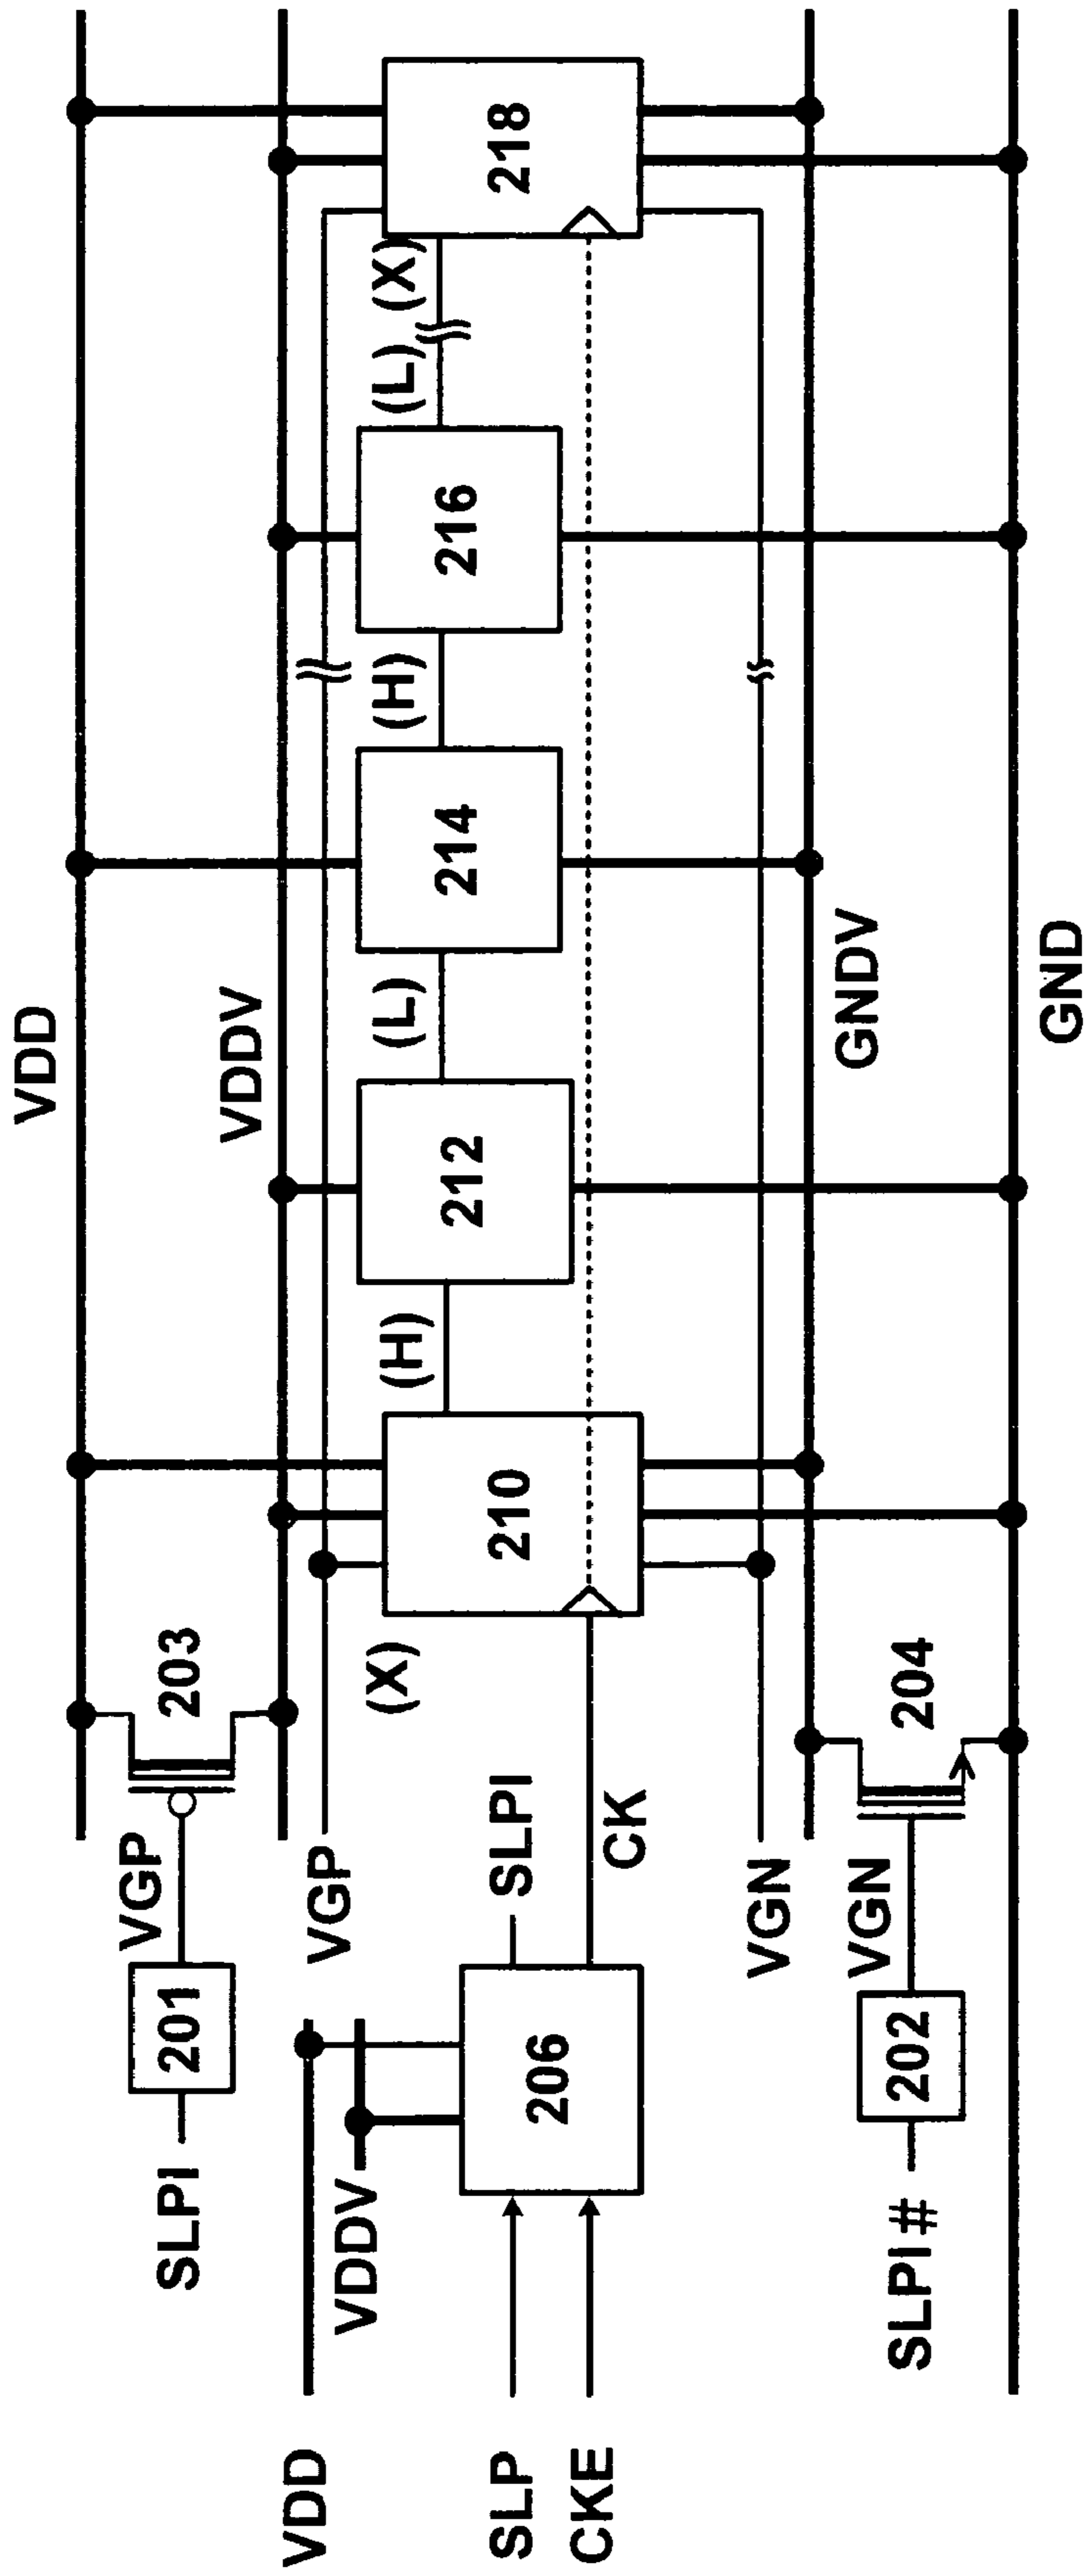 VDD
VDDV
SLPI
201
VGP
203
VDD
VDDV
VGP
(X)
(H)
(L)
(H)
(L)
(X)
SLP
CKE
206
SLPI
CK
210
212
214
216
218
VGN
GNDV
SLPI#
202
VGN
204
GND